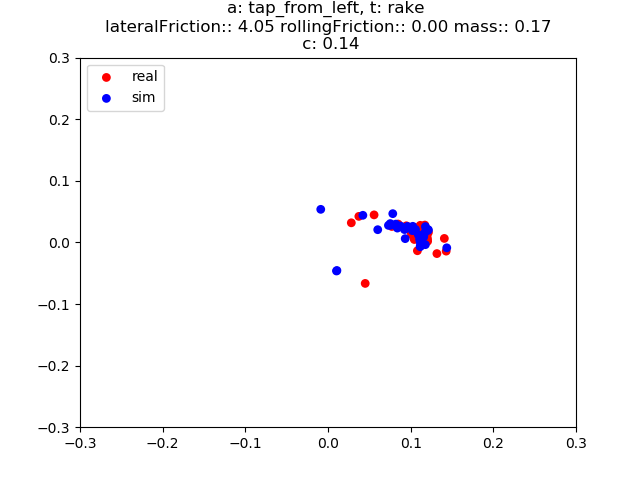 a: tap_from_left, t: rake
lateralFriction:: 4.05 rollingFriction:: 0.00 mass:: 0.17
c: 0.14
real
sim
0.3
0.2
0.1
0.0
−0.1
−0.2
−0.3
−0.3 −0.2 −0.1 0.0 0.1 0.2 0.3